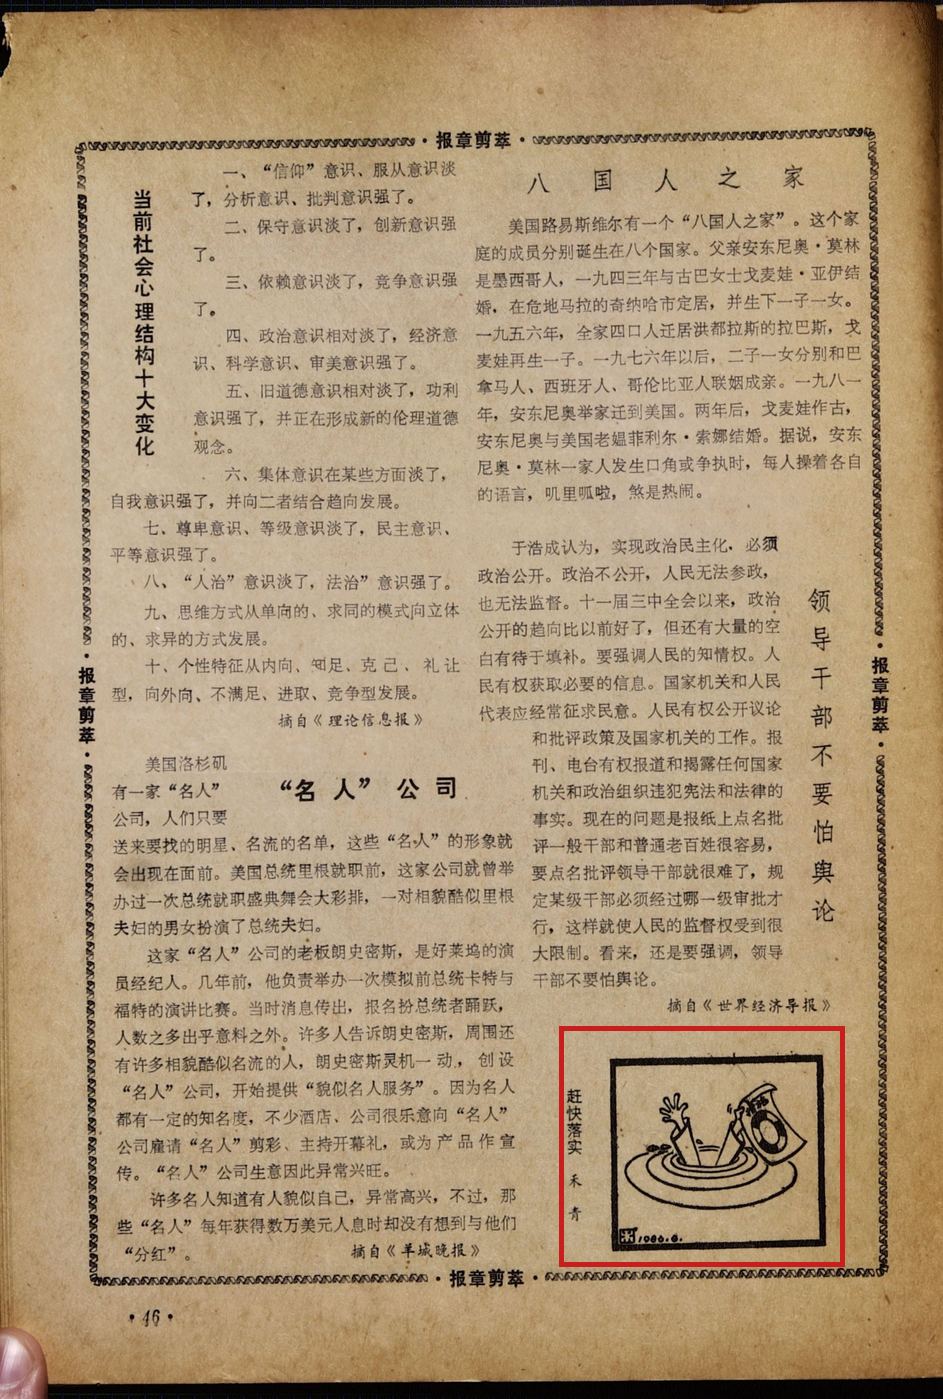 ·报章剪萃·
当前社会心理结构十大变化
一、“信仰”意识、服从意识淡
了，分析意识、批判意识强了。
二、保守意识淡了，创新意识强
了。
三、依赖意识淡了，竞争意识强
了。
四、政治意识相对淡了，经济意
识、科学意识、审美意识强了。
五、旧道德意识相对淡了，功利
意识强了，并正在形成新的伦理道德
观念。
六、集体意识在某些方面淡了，
自我意识强了，并向二者结合趋向发展。
七、尊卑意识、等级意识淡了，民主意识、
平等意识强了。
八、“人治”意识淡了，法治”意识强了。
九、思维方式从单向的、求同的模式向立体
的、求异的方式发展。
十、个性特征从内向、知足、克己、礼让
型，向外向、不满足、进取、竞争型发展。
摘自《理论信息报》
“名人”公司
美国洛杉矶
有一家“名人”
公司，人们只要
送来要找的明星、名流的名单，这些“名人”的形象就
会出现在面前。美国总统里根就职前，这家公司就曾举
办过一次总统就职盛典舞会大彩排，一对相貌酷似里根
夫妇的男女扮演了总统夫妇。
这家“名人”公司的老板朗史密斯，是好莱坞的演
员经纪人。几年前，他负责举办一次模拟前总统卡特与
福特的演讲比赛。当时消息传出，报名扮总统者踊跃，
人数之多出乎意料之外。许多人告诉朗史密斯，周围还
有许多相貌酷似名流的人，朗史密斯灵机一动，创设
“名人”公司，开始提供“貌似名人服务”。因为名人
都有一定的知名度，不少酒店、公司很乐意向“名人”
公司雇请“名人”剪彩、主持开幕礼，或为产品作宣
传。“名人”公司生意因此异常兴旺。
许多名人知道有人貌似自己，异常高兴，不过，那
些“名人”每年获得数万美元人息时却没有想到与他们
“分红”。
摘自《羊城晚报》
八国人之家
美国路易斯维尔有一个“八国人之家”。这个家
庭的成员分别诞生在八个国家。父亲安东尼奥·莫林
是墨西哥人，一九四三年与古巴女士戈麦娃·亚伊结
婚，在危地马拉的奇纳哈市定居，并生下一子一女。
一九五六年，全家四口人迁居洪都拉斯的拉巴斯，戈
麦娃再生一子。一九七六年以后，二子一女分别和巴
拿马人、西班牙人、哥伦比亚人联姻成亲。一九八一
年，安东尼奥举家迁到美国。两年后，戈麦娃作古，
安东尼奥与美国老媪菲利尔·索娜结婚。据说，安东
尼奥·莫林一家人发生口角或争执时，每人操着各自
的语言，叽里呱啦，煞是热闹。
领导干部不要怕舆论
于浩成认为，实现政治民主化，必须
政治公开。政治不公开，人民无法参政，
也无法监督。十一届三中全会以来，政治
公开的趋向比以前好了，但还有大量的空
白有待于填补。要强调人民的知情权。人
民有权获取必要的信息。国家机关和人民
代表应经常征求民意。人民有权公开议论
和批评政策及国家机关的工作。报
刊、电台有权报道和揭露任何国家
机关和政治组织违犯宪法和法律的
事实。现在的问题是报纸上点名批
评一般干部和普通老百姓很容易，
要点名批评领导干部就很难了，规
定某级干部必须经过哪一级审批才
行，这样就使人民的监督权受到很
大限制。看来，还是要强调，领导
干部不要怕舆论。
摘自《世界经济导报》
赶快落实 禾青
1986.6.
·报章剪萃·
·报章剪萃·
·报章剪萃·
·46·